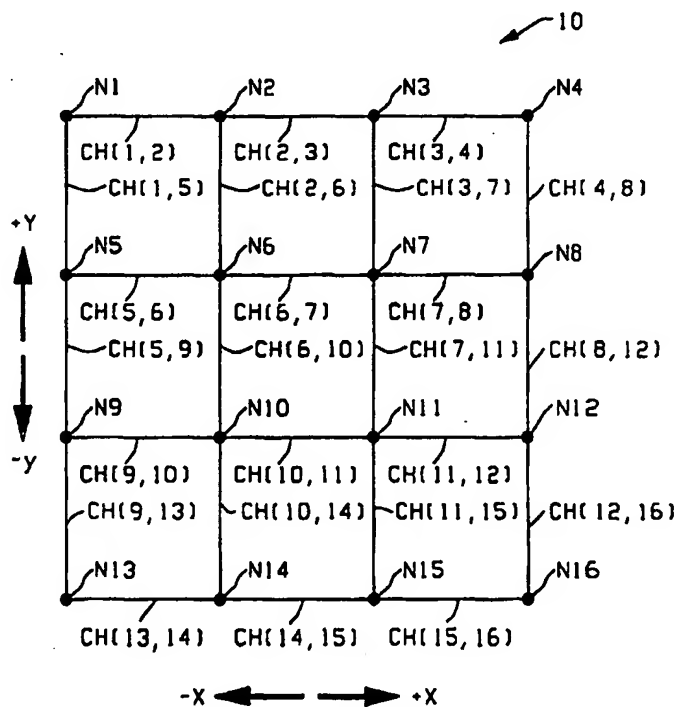 10
N1 N2 N3 N4
CH(1,2) CH(2,3) CH(3,4)
CH(1,5) CH(2,6) CH(3,7) CH(4,8)
+Y
N5 N6 N7 N8
CH(5,6) CH(6,7) CH(7,8)
CH(5,9) CH(6,10) CH(7,11) CH(8,12)
N9 N10 N11 N12
-y
CH(9,10) CH(10,11) CH(11,12)
CH(9,13) CH(10,14) CH(11,15) CH(12,16)
N13 N14 N15 N16
CH(13,14) CH(14,15) CH(15,16)
-X +X